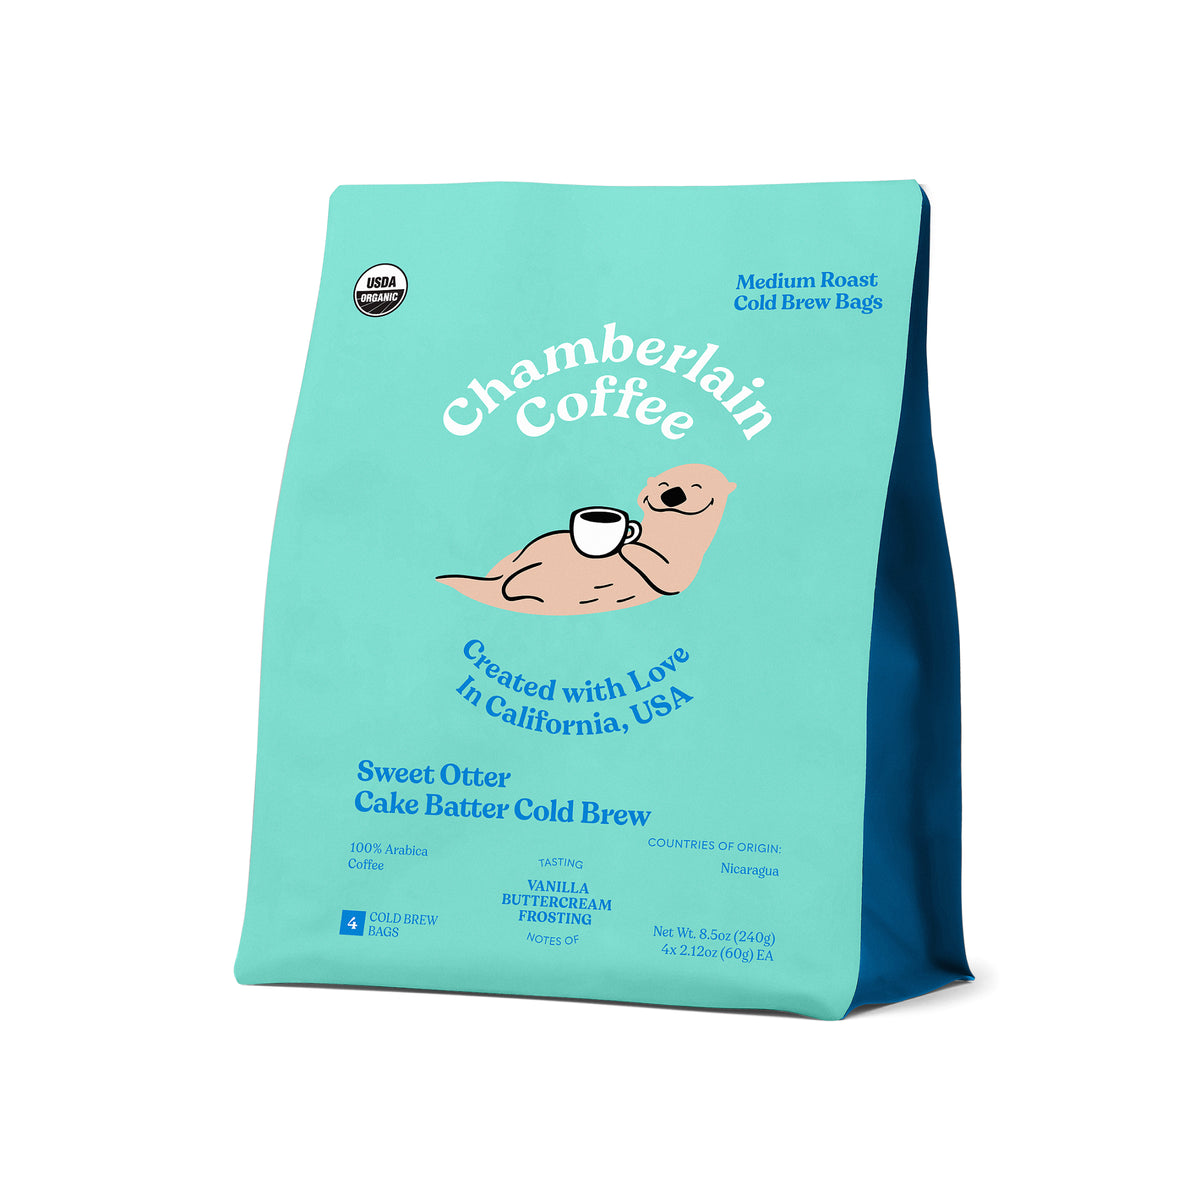 USDA
ORGANIC
Medium Roast
Cold Brew Bags
Chamberlain
Coffee
Created with Love
In California, USA
Sweet Otter
Cake Batter Cold Brew
100% Arabica
Coffee
4 COLD BREW
BAGS
TASTING
VANILLA
BUTTERCREAM
FROSTING
NOTES OF
COUNTRIES OF ORIGIN:
Nicaragua
Net Wt. 8.5oz (240g)
4x 2.12oz (60g) EA